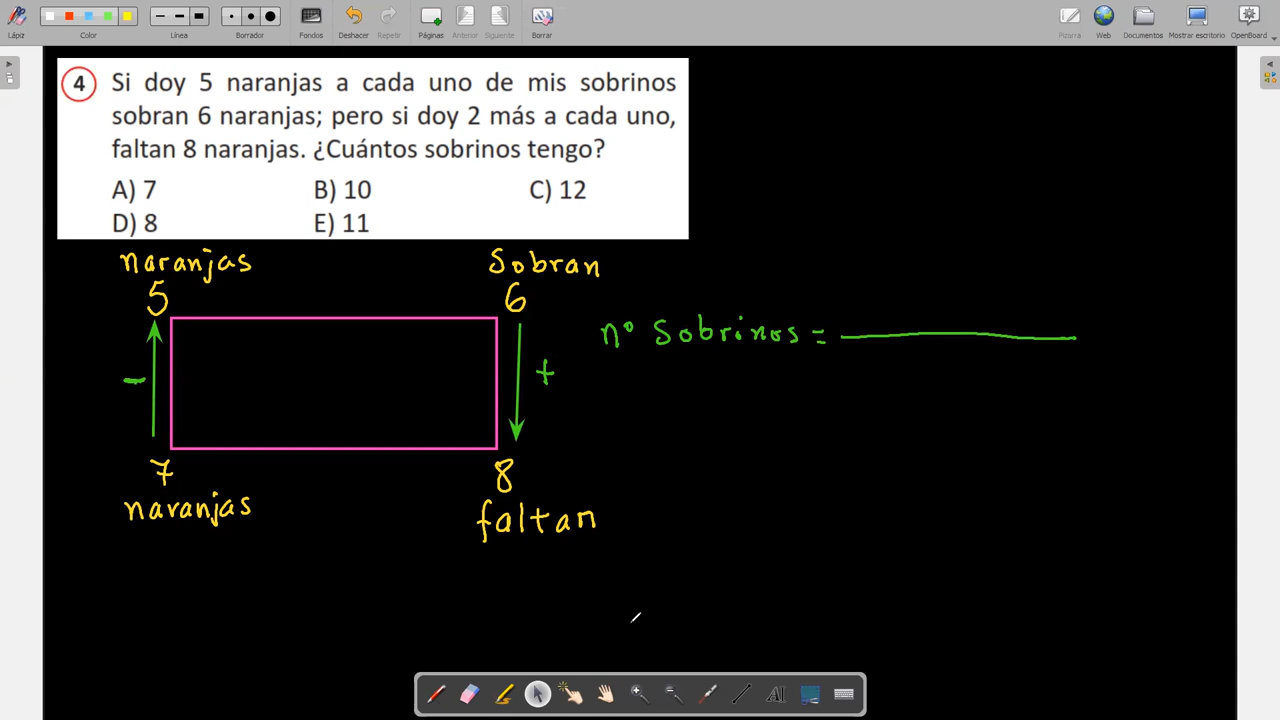 Lápiz
Color
Línea
Borrador
Fondos
Deshacer
Repetir
Páginas
Anterior
Siguiente
Borrar
Pizarra
Web
Documentos
Mostrar escritorio
OpenBoard
4 Si doy 5 naranjas a cada uno de mis sobrinos
sobran 6 naranjas; pero si doy 2 más a cada uno,
faltan 8 naranjas. ¿Cuántos sobrinos tengo?
A) 7 B) 10 C) 12
D) 8 E) 11
naranjas Sobran
5 6
nº Sobrinos =
- +
7 8
naranjas faltan
AI